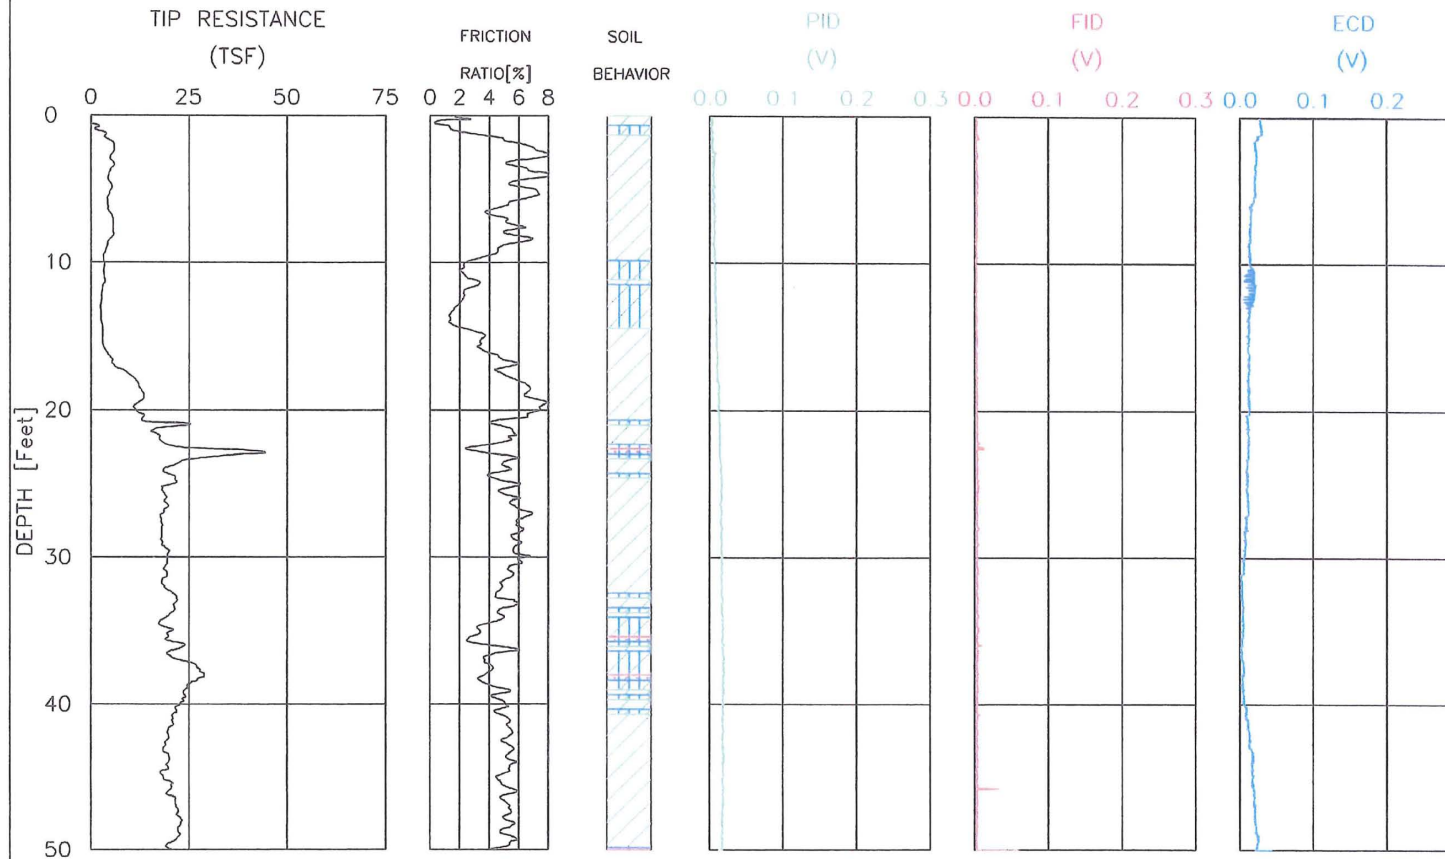 TIP RESISTANCE
(TSF)
0 25 50 75
FRICTION
RATIO[%]
0 2 4 6 8
SOIL
BEHAVIOR
PID
(V)
0.0 0.1 0.2 0.3
FID
(V)
0.0 0.1 0.2 0.3
ECD
(V)
0.0 0.1 0.2
DEPTH [Feet]
0
10
20
30
40
50